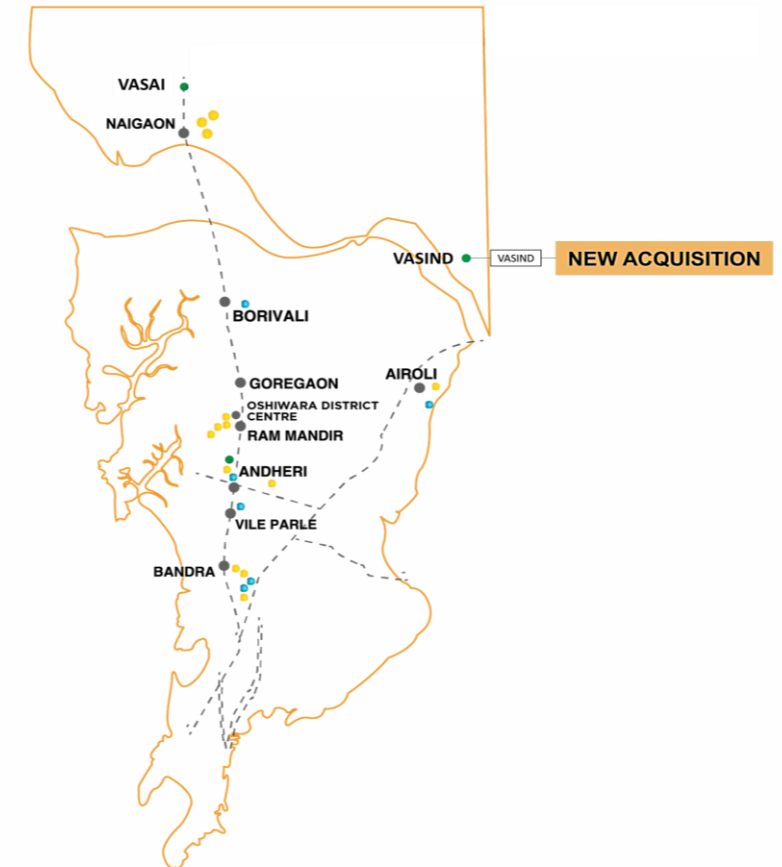 VASAI
NAIGAON
VASIND
VASIND
NEW ACQUISITION
BORIVALI
AIROLI
GOREGAON
OSHIWARA DISTRICT
CENTRE
RAM MANDIR
ANDHERI
VILE PARLE
BANDRA